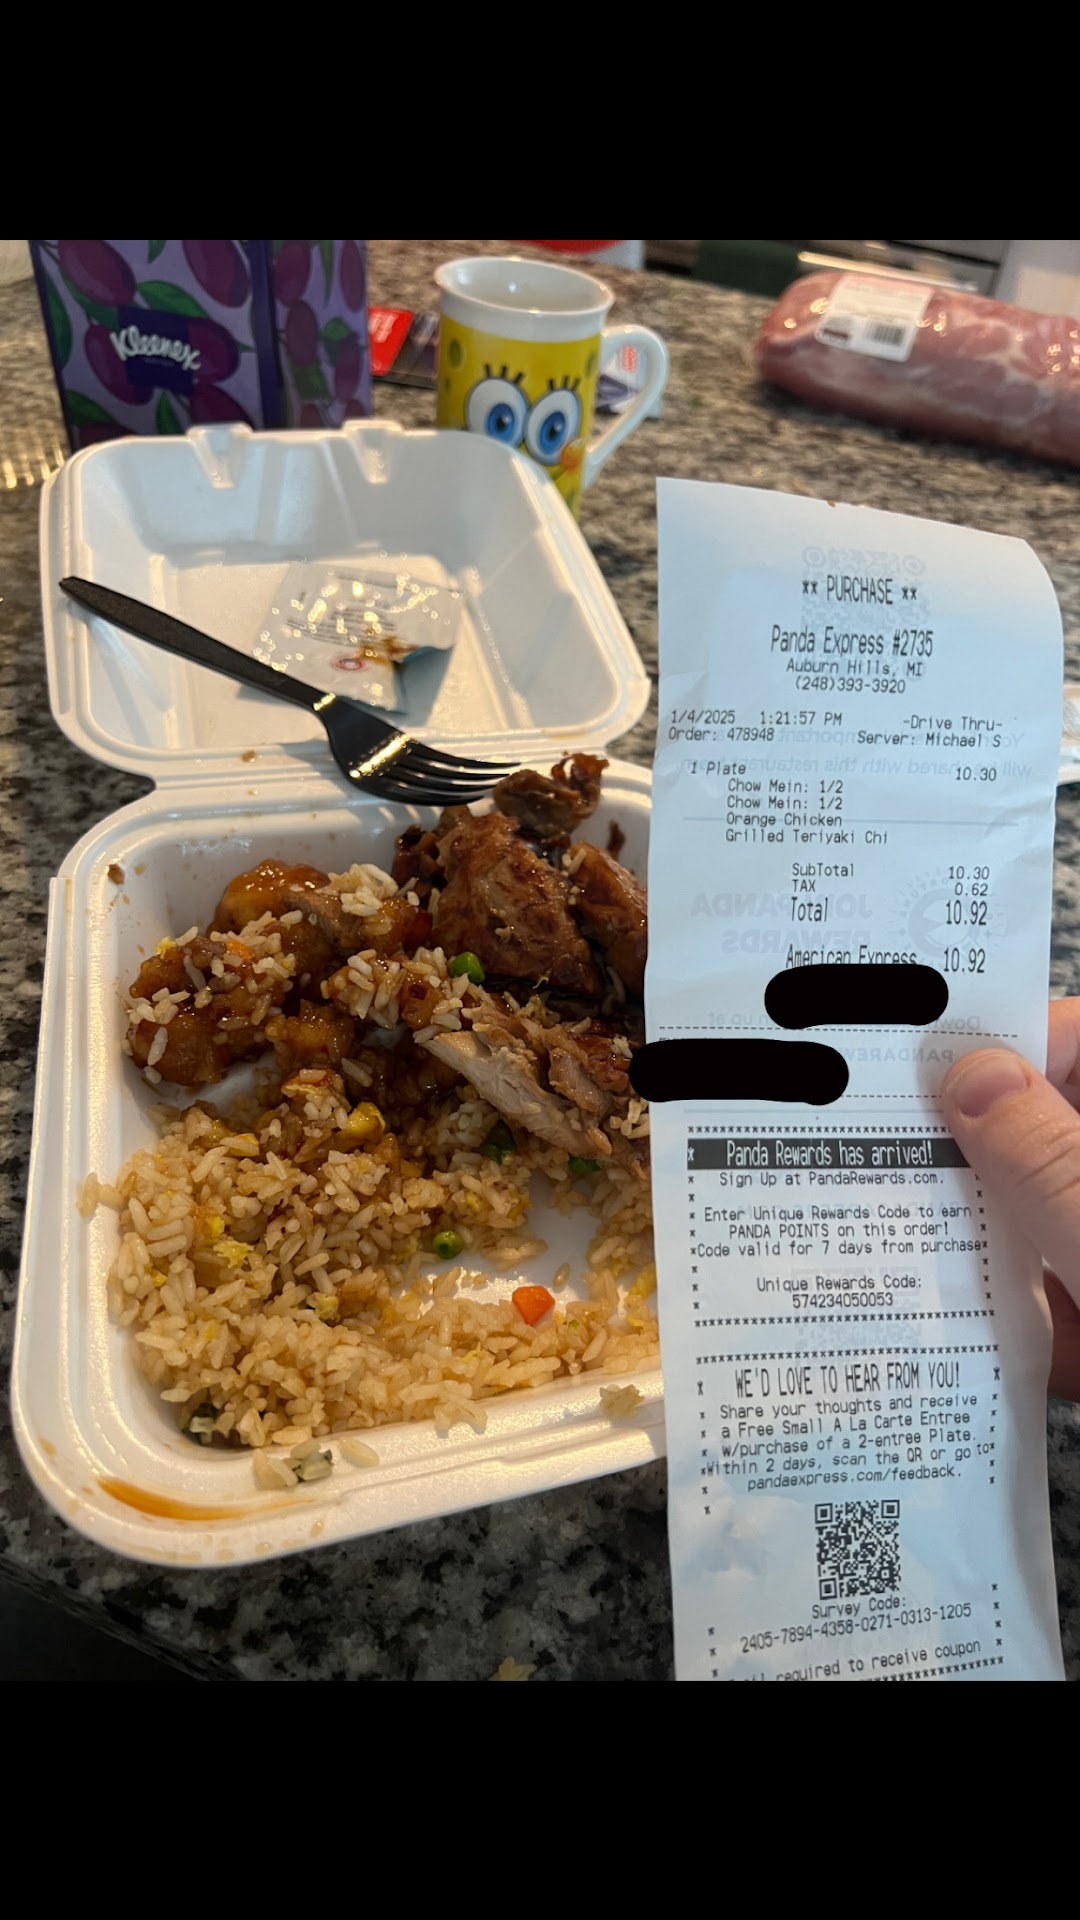 Kleenex
** PURCHASE **
Panda Express #2735
Auburn Hills, MI
(248)393-3920
1/4/2025 1:21:57 PM -Drive Thru-
Order: 478948 Server: Michael S
1 Plate 10.30
Chow Mein: 1/2
Chow Mein: 1/2
Orange Chicken
Grilled Teriyaki Chi
SubTotal 10.30
TAX 0.62
Total 10.92
American Express 10.92
Panda Rewards has arrived!
Sign Up at PandaRewards.com.
Enter Unique Rewards Code to earn
PANDA POINTS on this order!
*Code valid for 7 days from purchase*
Unique Rewards Code:
574234050053
WE'D LOVE TO HEAR FROM YOU!
Share your thoughts and receive
a Free Small A La Carte Entree
w/purchase of a 2-entree Plate.
*Within 2 days, scan the QR or go to*
pandaexpress.com/feedback.
Survey Code:
2405-7894-4358-0271-0313-1205
required to receive coupon